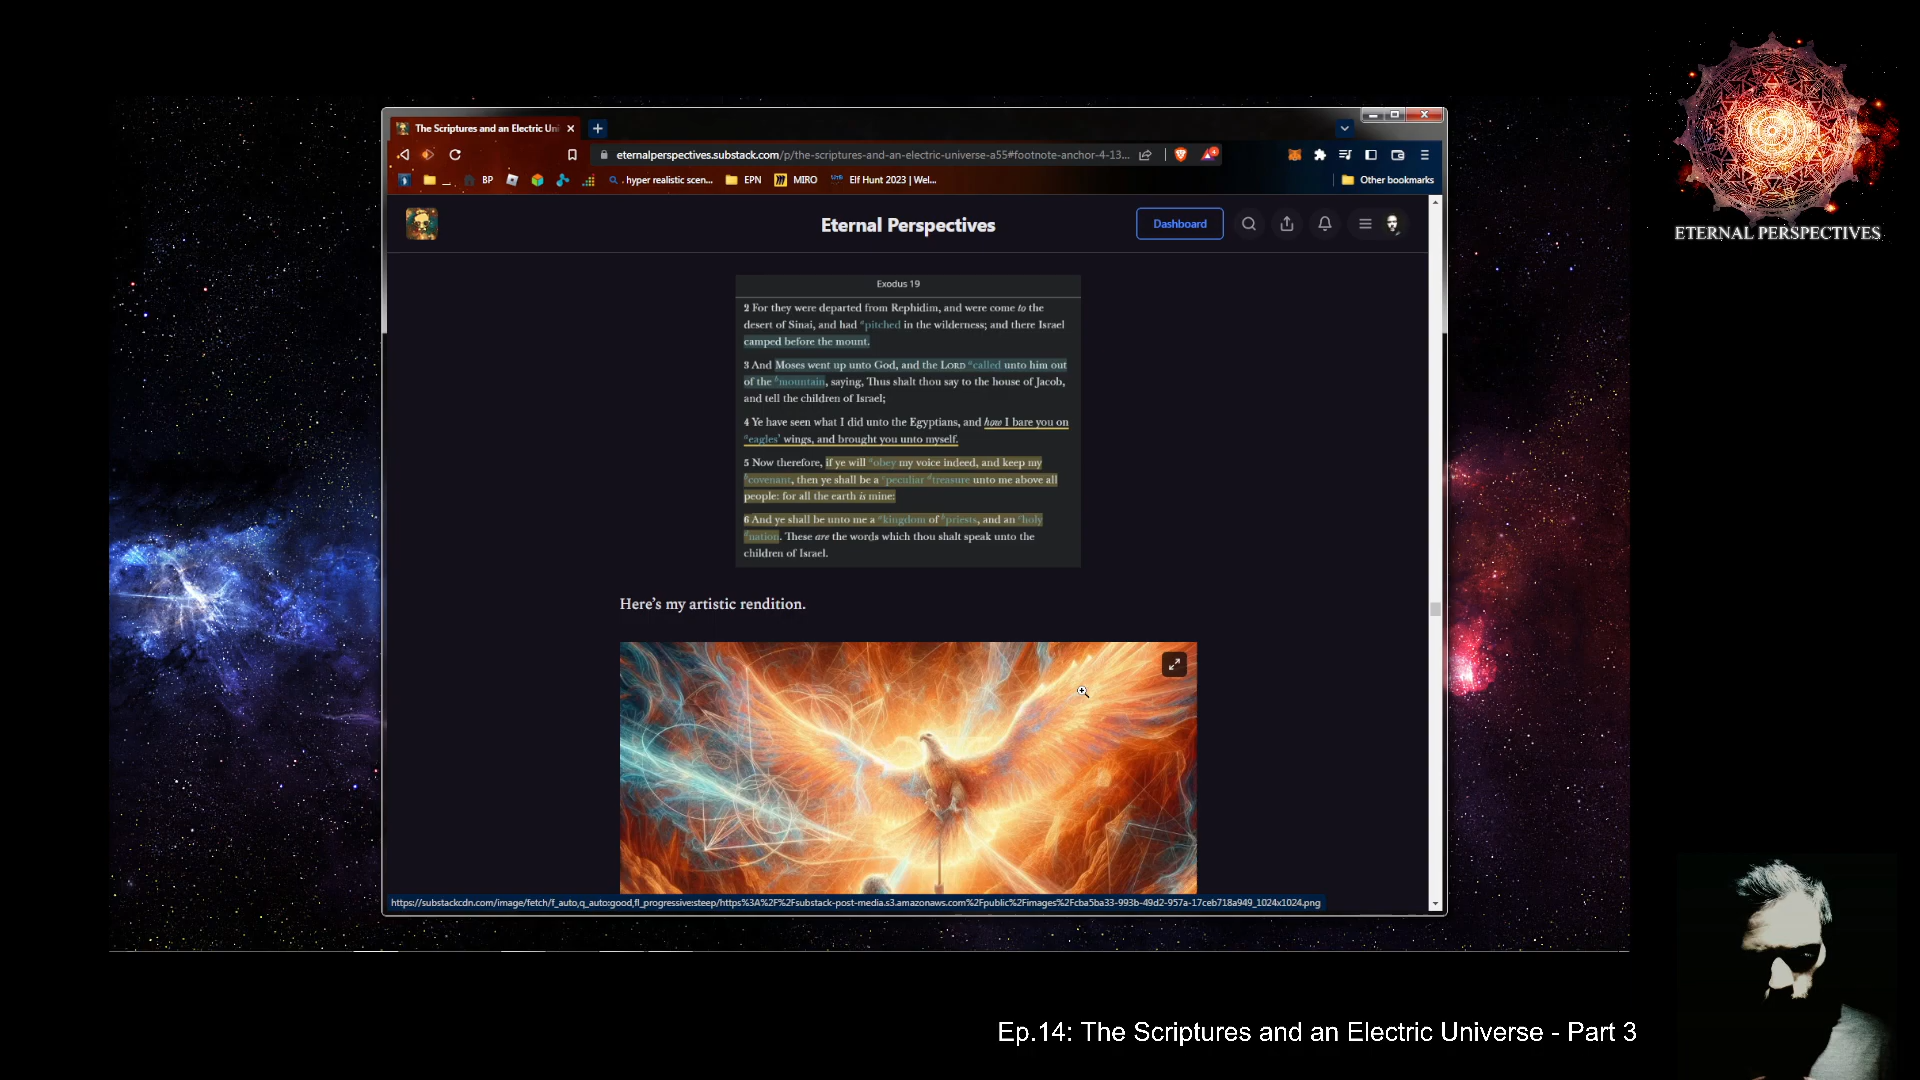 The Scriptures and an Electric Uni
eternalperspectives.substack.com/p/the-scriptures-and-an-electric-universe-a55#footnote-anchor-4-13...
BP
. hyper realistic scen...
EPN
MIRO
Elf Hunt 2023 | Wel...
Other bookmarks
Eternal Perspectives
Dashboard
ETERNAL PERSPECTIVES
Exodus 19
2 For they were departed from Rephidim, and were come to the
desert of Sinai, and had a pitched in the wilderness; and there Israel
camped before the mount.
3 And Moses went up unto God, and the LORD a called unto him out
of the b mountain, saying, Thus shalt thou say to the house of Jacob,
and tell the children of Israel;
4 Ye have seen what I did unto the Egyptians, and how I bare you on
a eagles' wings, and brought you unto myself.
5 Now therefore, if ye will a obey my voice indeed, and keep my
b covenant, then ye shall be a c peculiar d treasure unto me above all
people: for all the earth is mine:
6 And ye shall be unto me a a kingdom of b priests, and an c holy
d nation. These are the words which thou shalt speak unto the
children of Israel.
Here's my artistic rendition.
https://substackcdn.com/image/fetch/f_auto,q_auto:good,fl_progressive:steep/https%3A%2F%2Fsubstack-post-media.s3.amazonaws.com%2Fpublic%2Fimages%2Fcba5ba33-993b-49d2-957a-17ceb718a949_1024x1024.png
Ep.14: The Scriptures and an Electric Universe - Part 3